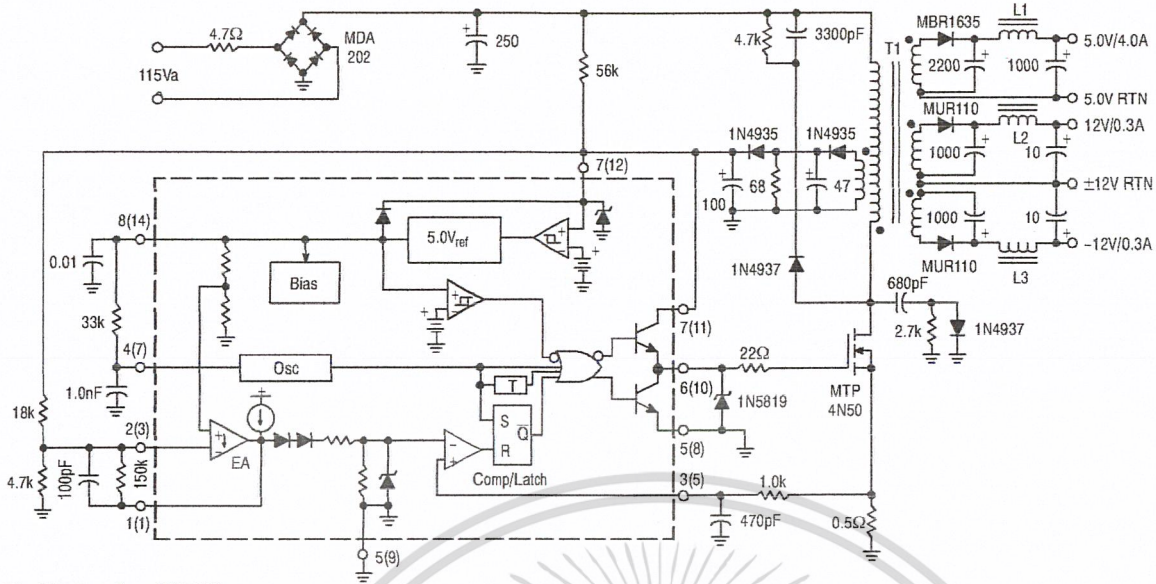 4.7Ω
MDA
202
115Va
+
250
56k
4.7k
3300pF
T1
MBR1635
L1
+
2200
+
1000
5.0V/4.0A
5.0V RTN
MUR110
L2
+
1000
+
10
12V/0.3A
±12V RTN
1000
+
10
+
MUR110
L3
–12V/0.3A
1N4935
1N4935
+
100
68
+
47
7(12)
8(14)
0.01
5.0Vref
+
–
+
Bias
1N4937
680pF
2.7k
1N4937
33k
+
–
+
7(11)
4(7)
Osc
1.0nF
T
22Ω
6(10)
MTP
4N50
18k
+
2(3)
+
–
EA
S
Q
R
–
+
1N5819
5(8)
4.7k
100pF
150k
Comp/Latch
3(5)
1.0k
1(1)
470pF
0.5Ω
5(9)